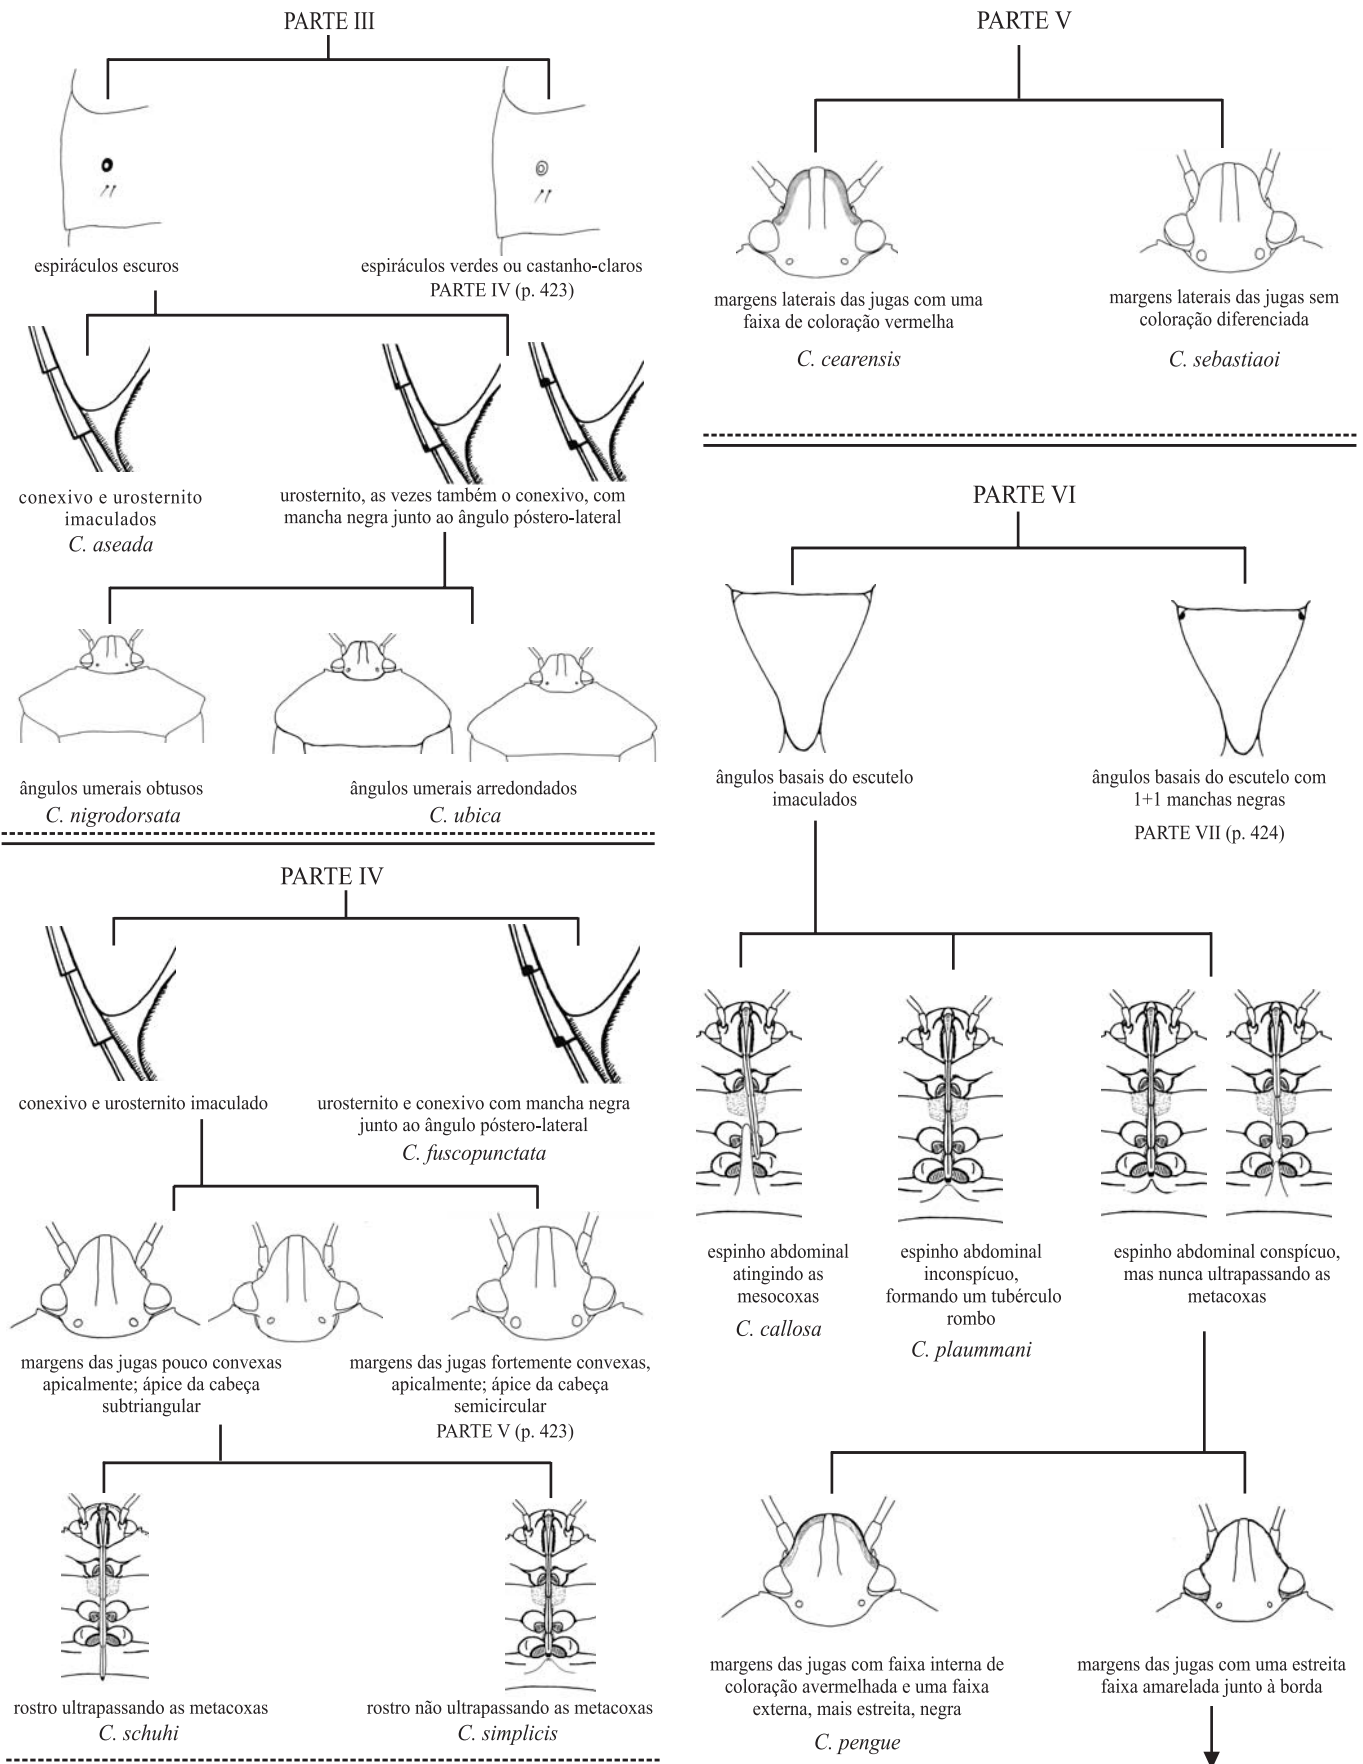 PARTE III
espiráculos escuros
espiráculos verdes ou castanho-claros
PARTE IV (p. 423)
conexivo e urosternito
imaculados
C. aseada
urosternito, as vezes também o conexivo, com
mancha negra junto ao ângulo póstero-lateral
ângulos umerais obtusos
C. nigrodorsata
ângulos umerais arredondados
C. ubica
PARTE IV
conexivo e urosternito imaculado
urosternito e conexivo com mancha negra
junto ao ângulo póstero-lateral
C. fuscopunctata
margens das jugas pouco convexas
apicalmente; ápice da cabeça
subtriangular
margens das jugas fortemente convexas,
apicalmente; ápice da cabeça
semicircular
PARTE V (p. 423)
rostro ultrapassando as metacoxas
C. schuhi
rostro não ultrapassando as metacoxas
C. simplicis
PARTE V
margens laterais das jugas com uma
faixa de coloração vermelha
C. cearensis
margens laterais das jugas sem
coloração diferenciada
C. sebastiaoi
PARTE VI
ângulos basais do escutelo
imaculados
ângulos basais do escutelo com
1+1 manchas negras
PARTE VII (p. 424)
espinho abdominal
atingindo as
mesocoxas
C. callosa
espinho abdominal
inconspícuo,
formando um tubérculo
rombo
C. plaummani
espinho abdominal conspícuo,
mas nunca ultrapassando as
metacoxas
margens das jugas com faixa interna de
coloração avermelhada e uma faixa
externa, mais estreita, negra
C. pengue
margens das jugas com uma estreita
faixa amarelada junto à borda